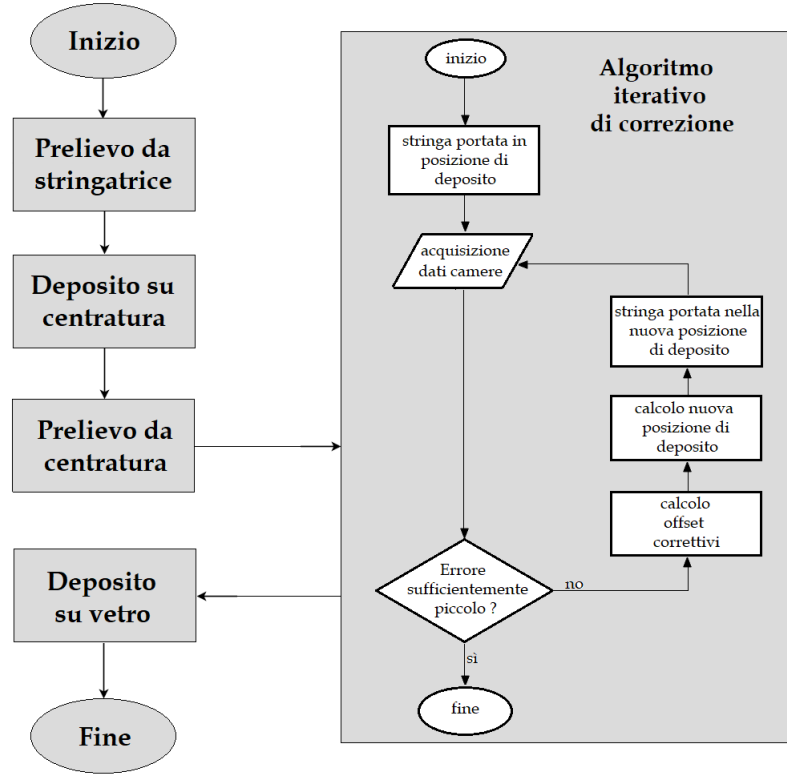 Inizio
Prelievo da
stringatrice
Deposito su
centratura
Prelievo da
centratura
Deposito
su vetro
Fine
Algoritmo
iterativo
di correzione
inizio
stringa portata in
posizione di
deposito
acquisizione
dati camere
Errore
sufficientemente
piccolo ?
no
sì
fine
calcolo
offset
correttivi
calcolo nuova
posizione di
deposito
stringa portata nella
nuova posizione
di deposito